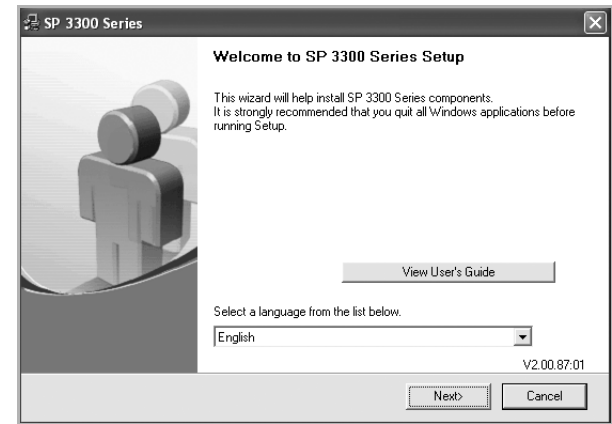 SP 3300 Series
Welcome to SP 3300 Series Setup
This wizard will help install SP 3300 Series components.
It is strongly recommended that you quit all Windows applications before
running Setup.
View User's Guide
Select a language from the list below.
English
V2.00.87:01
Next>
Cancel